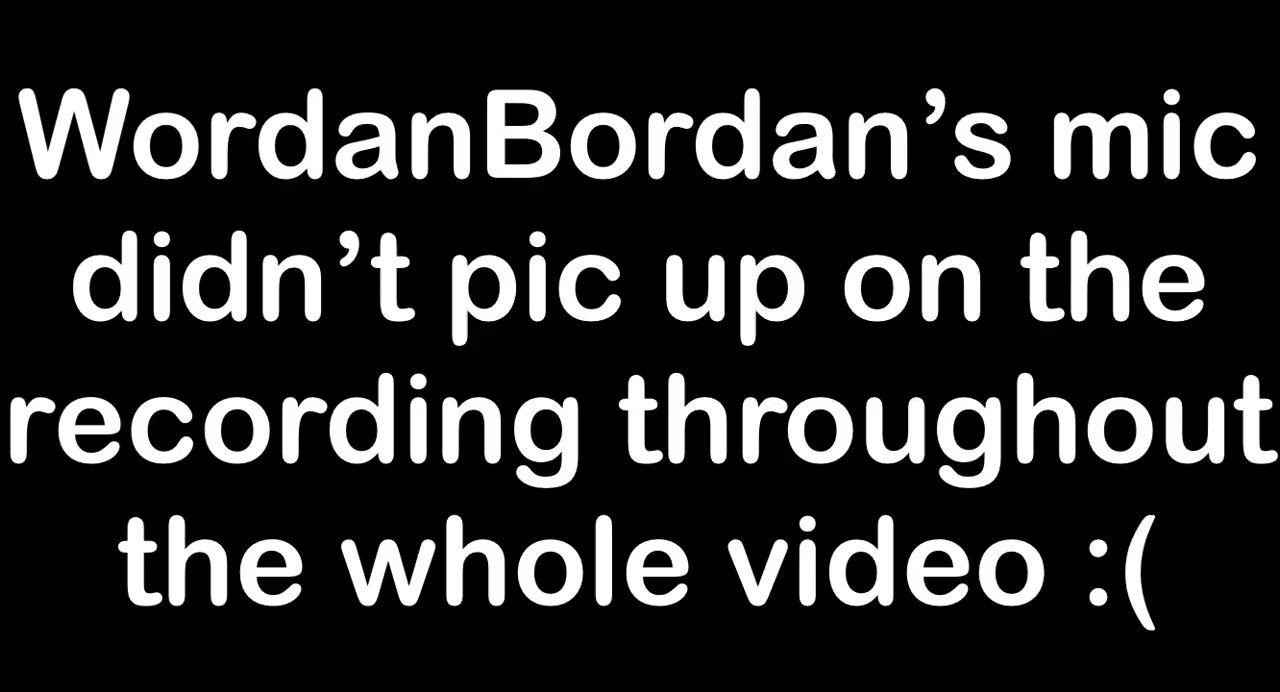 WordanBordan’s mic
didn’t pic up on the
recording throughout
the whole video :(